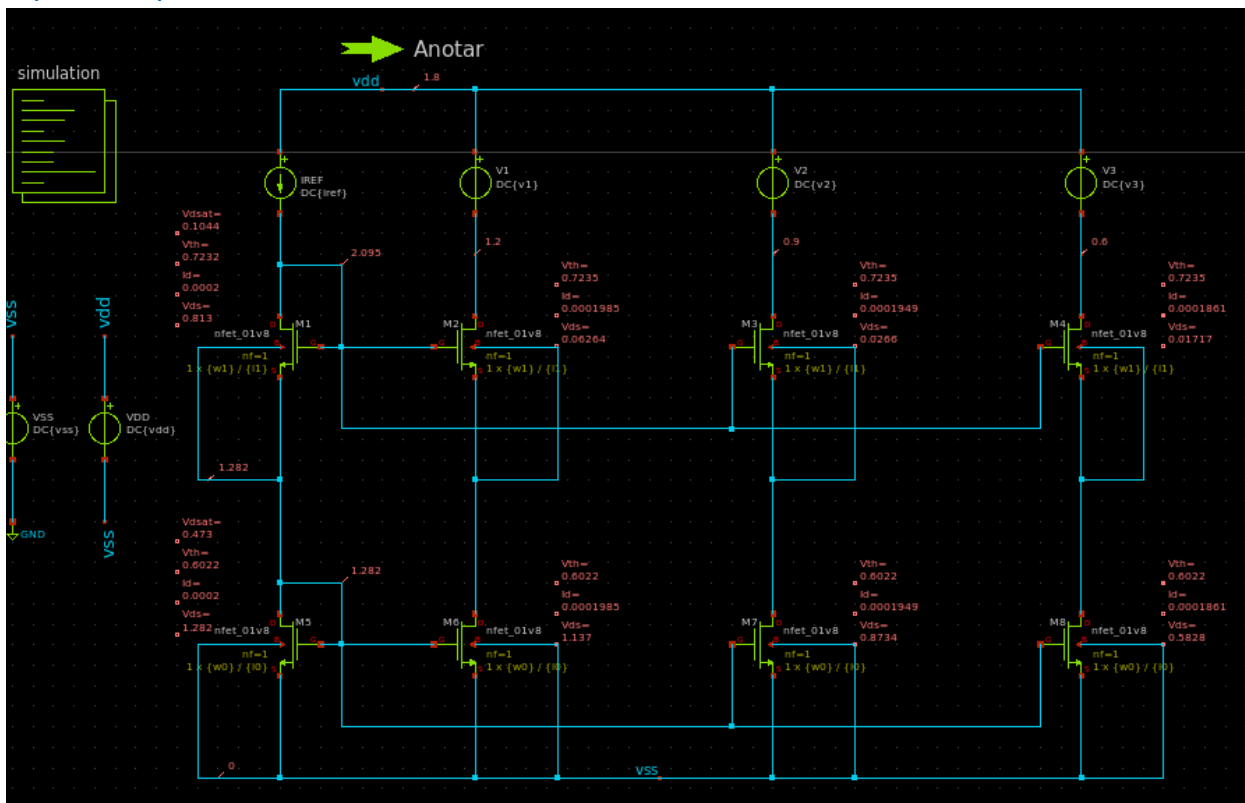 Anotar
simulation
vdd
1.8
IREF
DC{iref}
V1
DC{v1}
V2
DC{v2}
V3
DC{v3}
Vdsat=
0.1044
Vth=
0.7232
Id=
0.0002
Vds=
0.813
2.095
1.2
0.9
0.6
Vth=
0.7235
Id=
0.0001985
Vds=
0.06264
Vth=
0.7235
Id=
0.0001949
Vds=
0.0266
Vth=
0.7235
Id=
0.0001861
Vds=
0.01717
M1
nfet_01v8
nf=1
1 x {w1} / {l1}
D
G
B
S
M2
nfet_01v8
nf=1
1 x {w1} / {l1}
D
G
B
S
M3
nfet_01v8
nf=1
1 x {w1} / {l1}
D
G
B
S
M4
nfet_01v8
nf=1
1 x {w1} / {l1}
D
G
B
S
vss
vdd
VSS
DC{vss}
VDD
DC{vdd}
GND
vss
1.282
Vdsat=
0.473
Vth=
0.6022
Id=
0.0002
Vds=
1.282
1.282
Vth=
0.6022
Id=
0.0001985
Vds=
1.137
Vth=
0.6022
Id=
0.0001949
Vds=
0.8734
Vth=
0.6022
Id=
0.0001861
Vds=
0.5828
M5
nfet_01v8
nf=1
1 x {w0} / {l0}
D
G
B
S
M6
nfet_01v8
nf=1
1 x {w0} / {l0}
D
G
B
S
M7
nfet_01v8
nf=1
1 x {w0} / {l0}
D
G
B
S
M8
nfet_01v8
nf=1
1 x {w0} / {l0}
D
G
B
S
0
vss